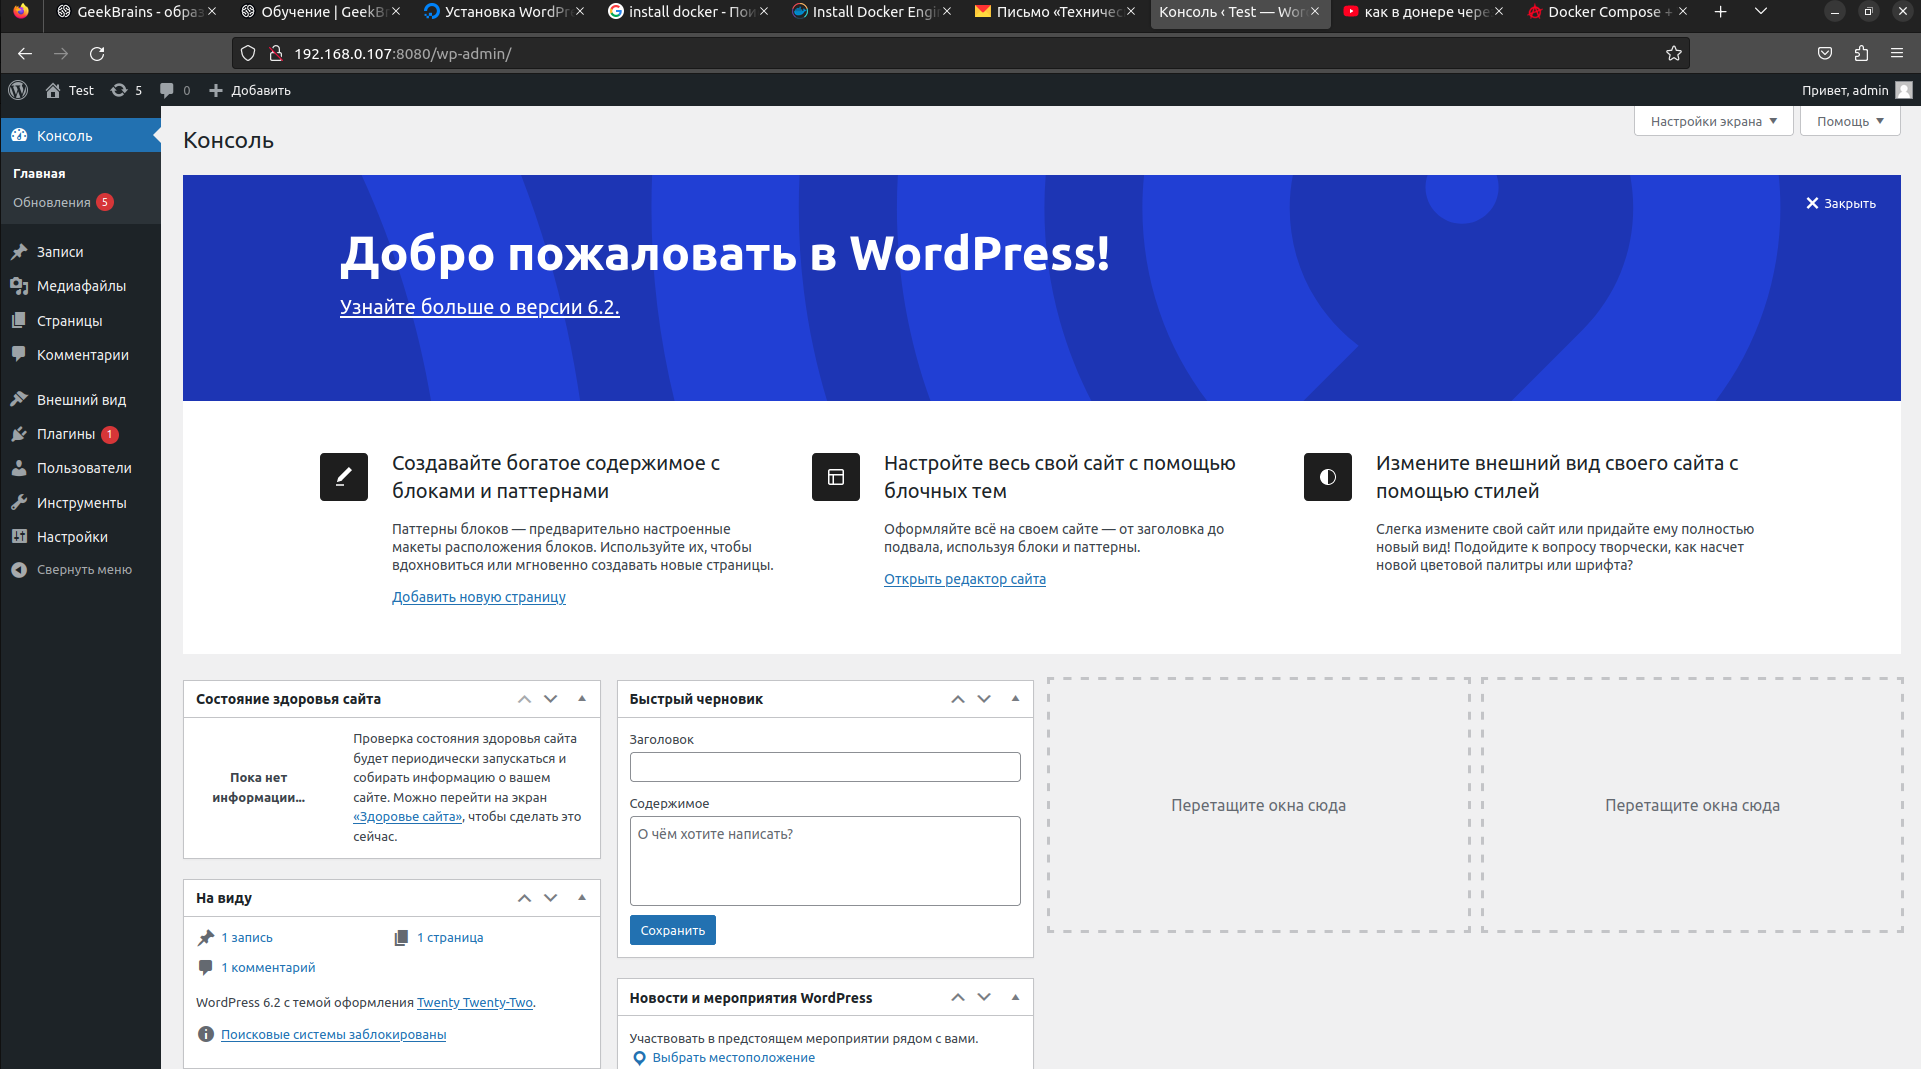 GeekBrains - образ
Обучение | GeekBr
Установка WordPre
install docker - Пои
Install Docker Engi
Письмо «Техничес
Консоль ‹ Test — Wor
как в донере чере
Docker Compose +
192.168.0.107:8080/wp-admin/
Test
5
0
Добавить
Привет, admin
Консоль
Главная
Обновления 5
Записи
Медиафайлы
Страницы
Комментарии
Внешний вид
Плагины 1
Пользователи
Инструменты
Настройки
Свернуть меню
Настройки экрана
Помощь
Консоль
Закрыть
Добро пожаловать в WordPress!
Узнайте больше о версии 6.2.
Создавайте богатое содержимое с
блоками и паттернами
Паттерны блоков — предварительно настроенные
макеты расположения блоков. Используйте их, чтобы
вдохновиться или мгновенно создавать новые страницы.
Добавить новую страницу
Настройте весь свой сайт с помощью
блочных тем
Оформляйте всё на своем сайте — от заголовка до
подвала, используя блоки и паттерны.
Открыть редактор сайта
Измените внешний вид своего сайта с
помощью стилей
Слегка измените свой сайт или придайте ему полностью
новый вид! Подойдите к вопросу творчески, как насчет
новой цветовой палитры или шрифта?
Состояние здоровья сайта
Пока нет
информации...
Проверка состояния здоровья сайта
будет периодически запускаться и
собирать информацию о вашем
сайте. Можно перейти на экран
«Здоровье сайта», чтобы сделать это
сейчас.
На виду
1 запись
1 страница
1 комментарий
WordPress 6.2 с темой оформления Twenty Twenty-Two.
Поисковые системы заблокированы
Быстрый черновик
Заголовок
Содержимое
О чём хотите написать?
Сохранить
Новости и мероприятия WordPress
Участвовать в предстоящем мероприятии рядом с вами.
Выбрать местоположение
Перетащите окна сюда
Перетащите окна сюда